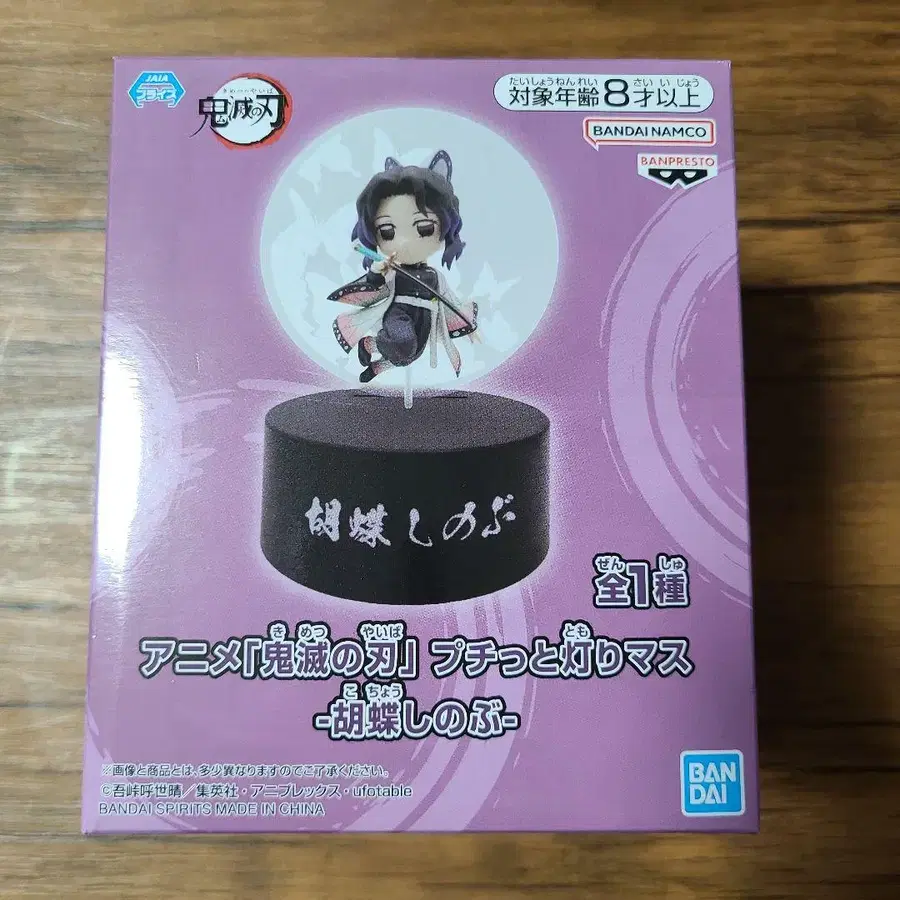 JAIA
プライズ
きめつのやいば
鬼滅の刃
たいしょうねんれい さいいじょう
対象年齢8才以上
BANDAI NAMCO
BANPRESTO
胡蝶しのぶ
ぜん しゅ
全1種
き めつ やいば とも
アニメ「鬼滅の刃」プチっと灯りマス
こ ちょう
-胡蝶しのぶ-
※画像と商品とは、多少異なりますのでご了承ください。
©吾峠呼世晴／集英社・アニプレックス・ufotable
BANDAI SPIRITS MADE IN CHINA
BAN
DAI